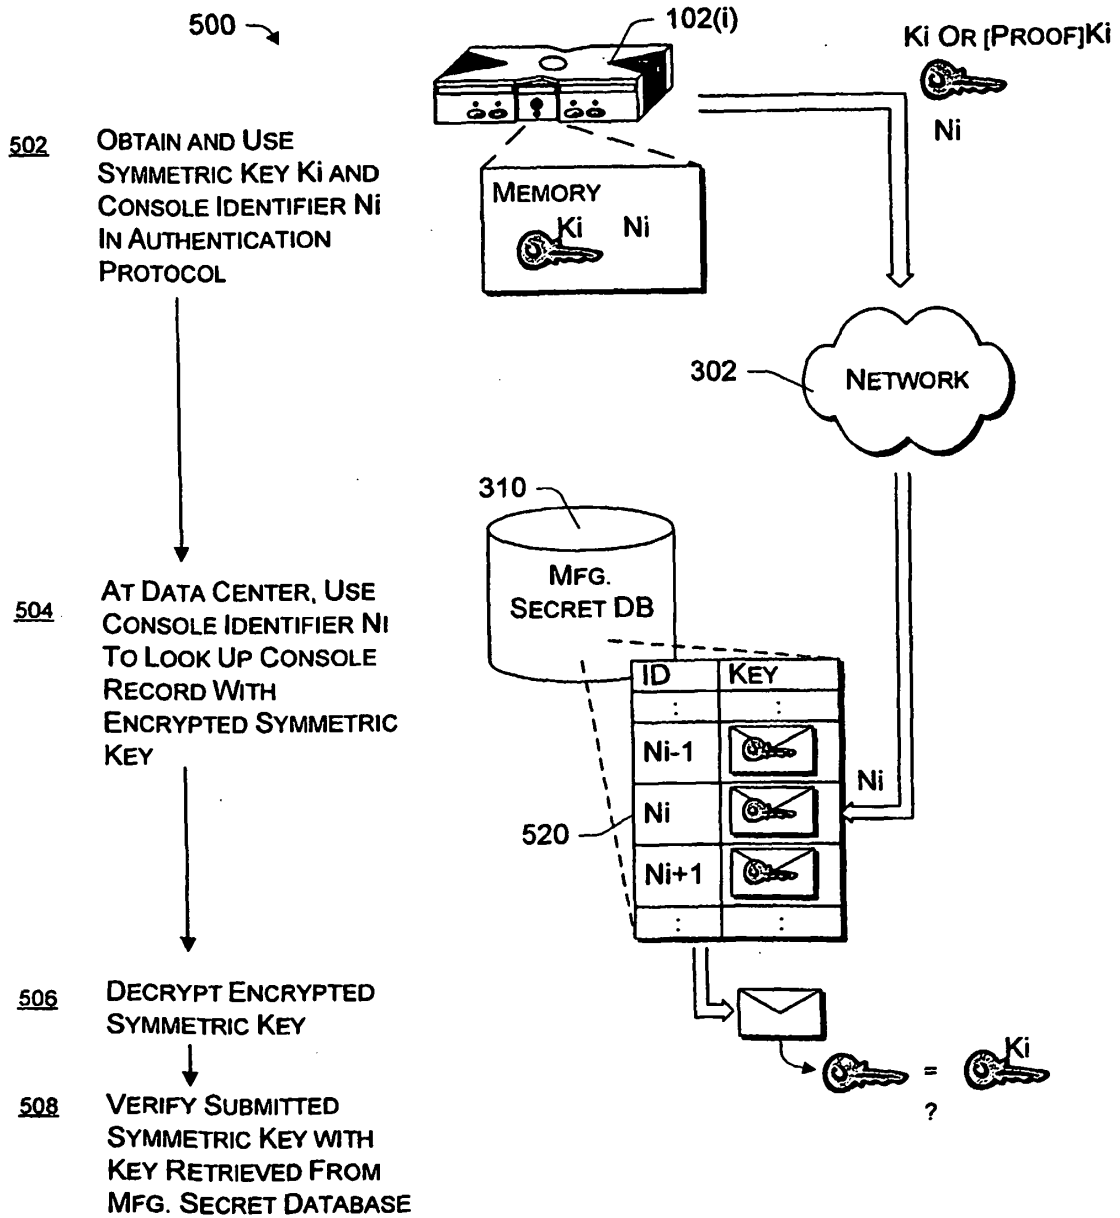 500
102(i)
Ki OR [PROOF]Ki
Ni
502
OBTAIN AND USE
SYMMETRIC KEY Ki AND
CONSOLE IDENTIFIER Ni
IN AUTHENTICATION
PROTOCOL
MEMORY
Ki Ni
302
NETWORK
310
MFG.
SECRET DB
504
AT DATA CENTER, USE
CONSOLE IDENTIFIER Ni
TO LOOK UP CONSOLE
RECORD WITH
ENCRYPTED SYMMETRIC
KEY
ID KEY
: :
Ni-1
Ni
Ni
520
Ni+1
: :
506
DECRYPT ENCRYPTED
SYMMETRIC KEY
Ki
=
?
508
VERIFY SUBMITTED
SYMMETRIC KEY WITH
KEY RETRIEVED FROM
MFG. SECRET DATABASE